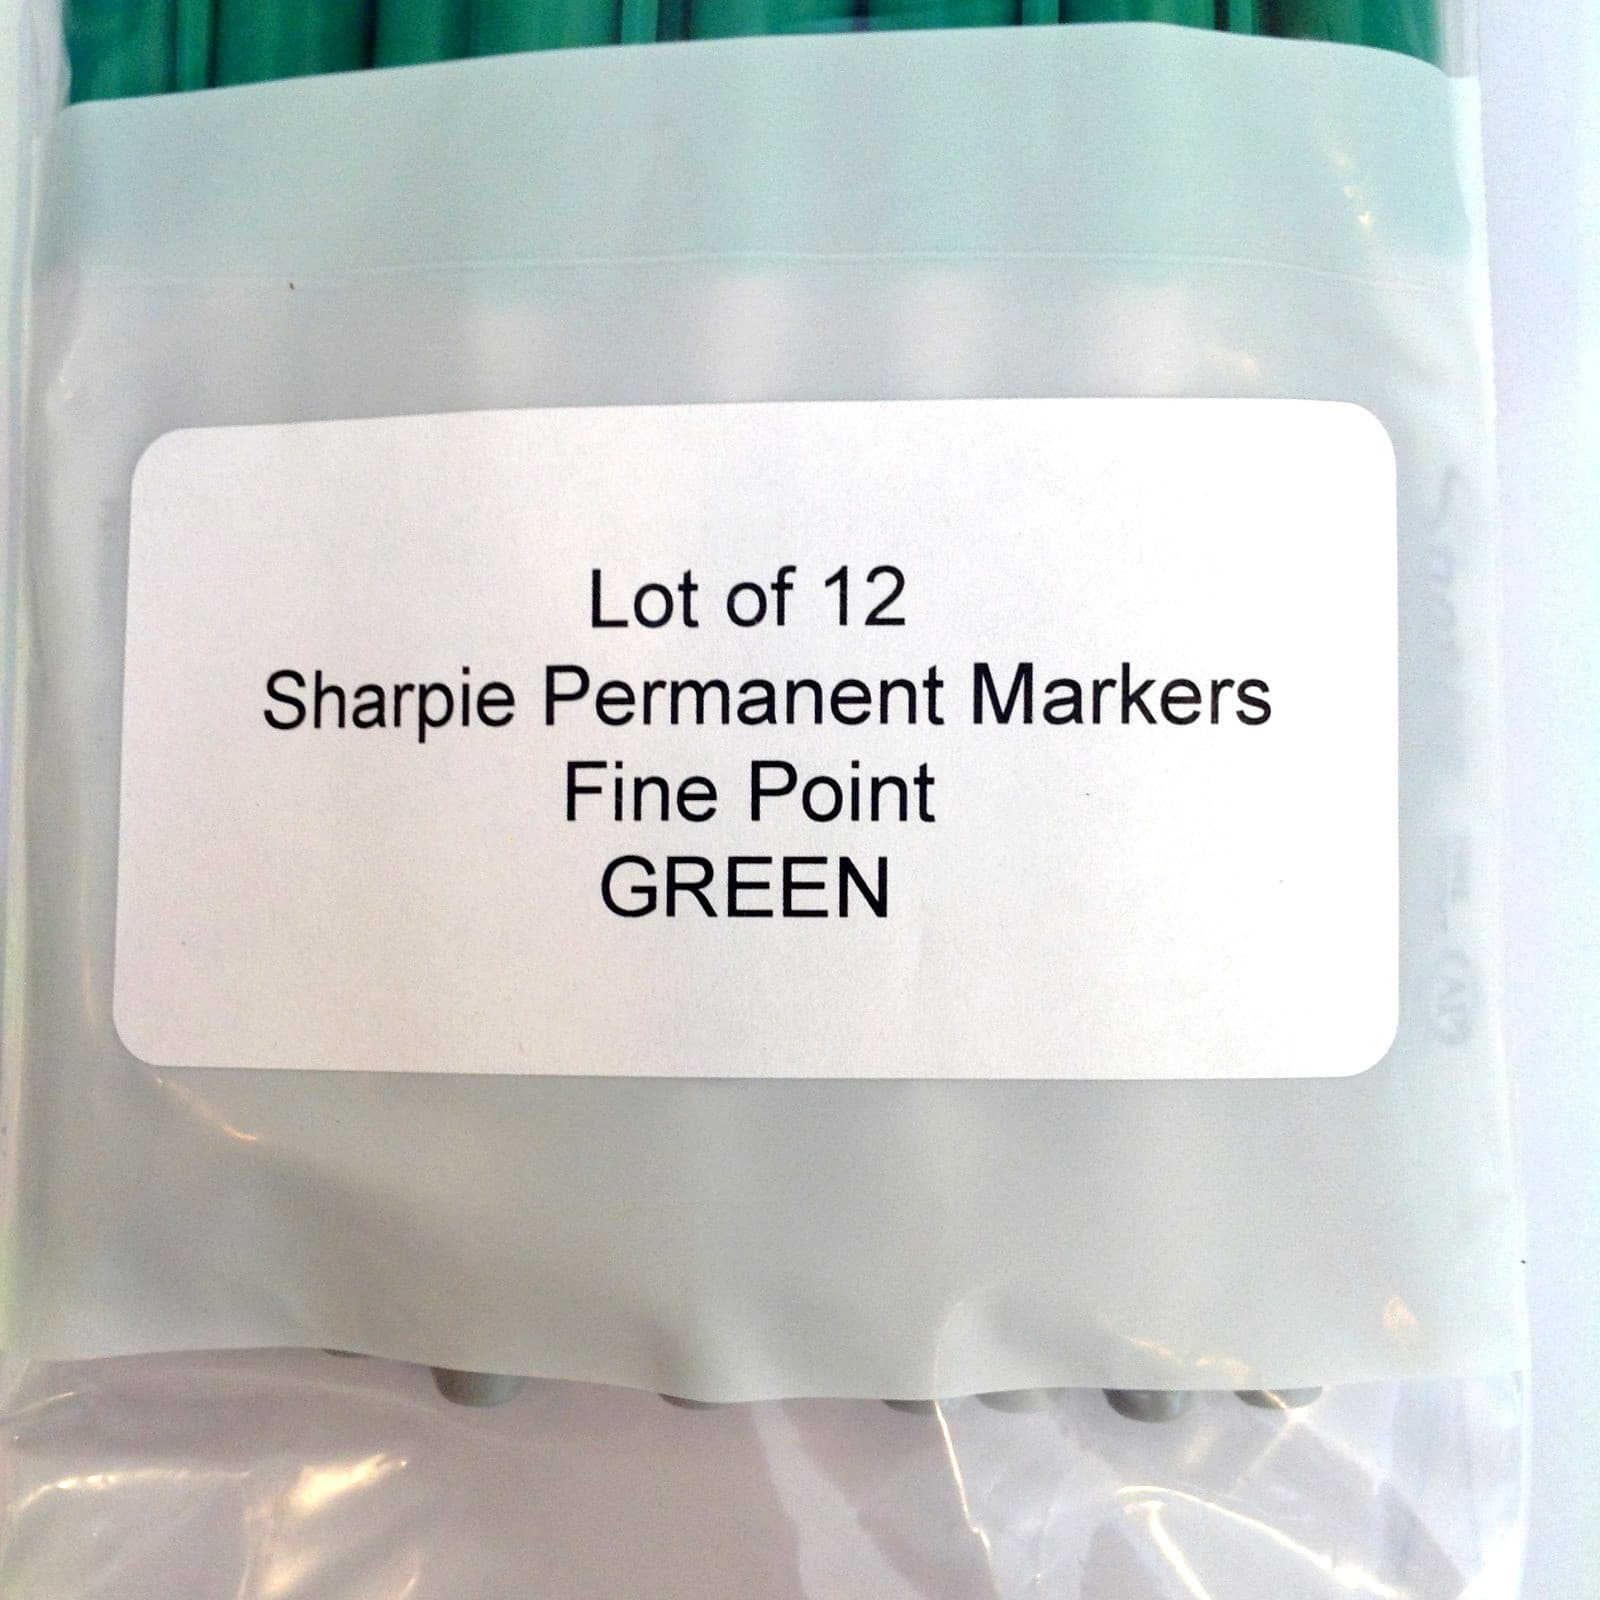 Lot of 12
Sharpie Permanent Markers
Fine Point
GREEN